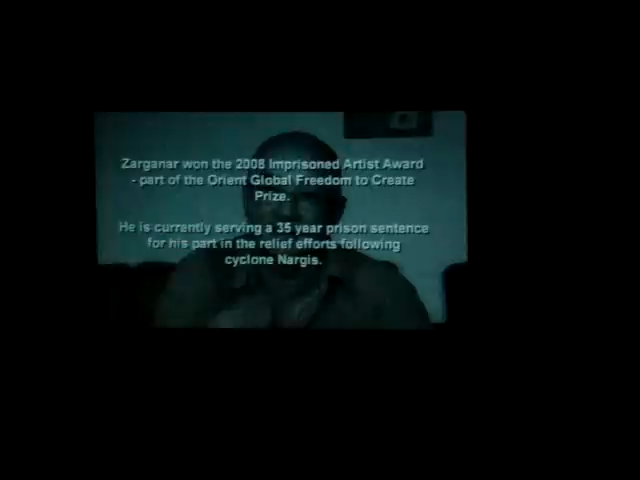 Zarganar won the 2008 Imprisoned Artist Award
- part of the Orient Global Freedom to Create
Prize.
He is currently serving a 35 year prison sentence
for his part in the relief efforts following
cyclone Nargis.